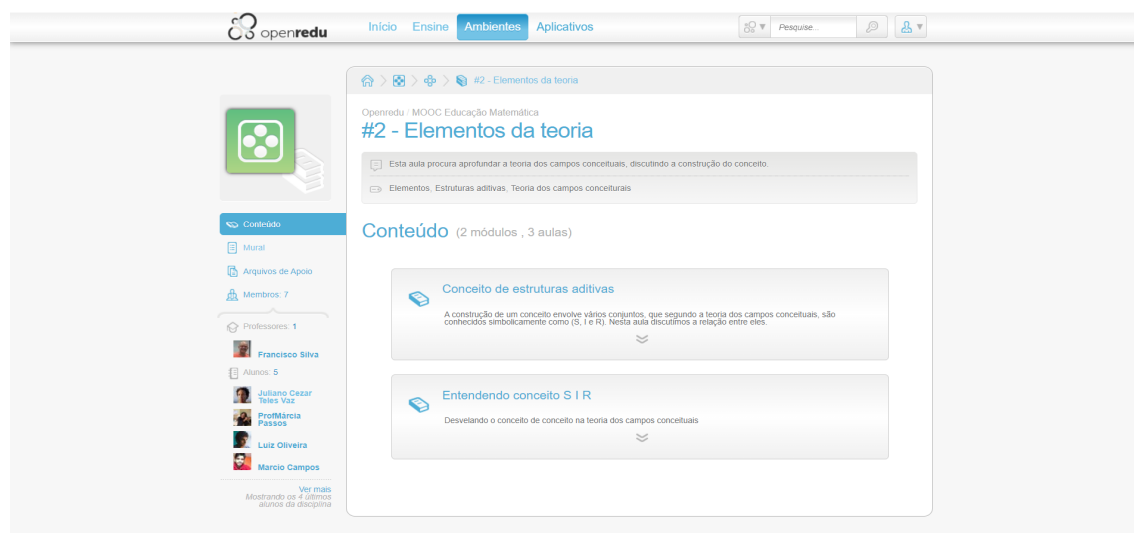 openredu
Início Ensine Ambientes Aplicativos
Pesquise...
#2 - Elementos da teoria
Openredu / MOOC Educação Matemática
#2 - Elementos da teoria
Esta aula procura aprofundar a teoria dos campos conceituais, discutindo a construção do conceito.
Elementos, Estruturas aditivas, Teoria dos campos conceiturais
Conteúdo
Mural
Arquivos de Apoio
Membros: 7
Professores: 1
Francisco Silva
Alunos: 5
Juliano Cezar
Teles Vaz
ProfMárcia
Passos
Luiz Oliveira
Marcio Campos
Ver mais
Mostrando os 4 últimos
alunos da disciplina
Conteúdo (2 módulos , 3 aulas)
Conceito de estruturas aditivas
A construção de um conceito envolve vários conjuntos, que segundo a teoria dos campos conceituais, são
conhecidos simbolicamente como (S, I e R). Nesta aula discutimos a relação entre eles.
Entendendo conceito S I R
Desvelando o conceito de conceito na teoria dos campos conceituais